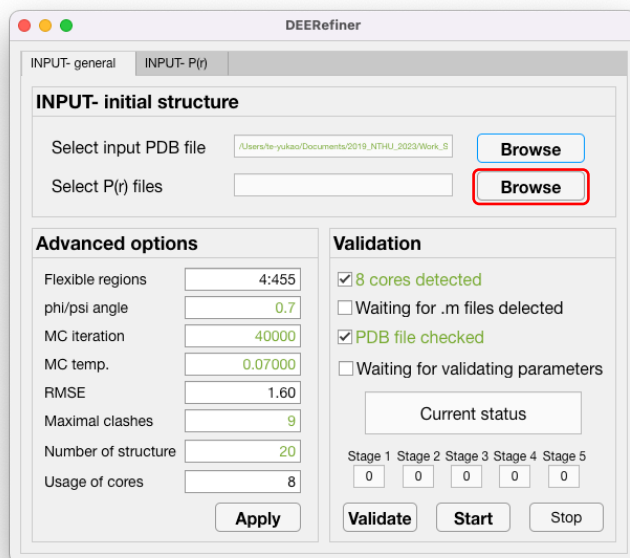 DEERefiner
INPUT- general
INPUT- P(r)
INPUT- initial structure
Select input PDB file
/Users/te-yukao/Documents/2019_NTHU_2023/Work_S
Browse
Select P(r) files
Browse
Advanced options
Flexible regions
4:455
phi/psi angle
0.7
MC iteration
40000
MC temp.
0.07000
RMSE
1.60
Maximal clashes
9
Number of structure
20
Usage of cores
8
Apply
Validation
8 cores detected
Waiting for .m files delected
PDB file checked
Waiting for validating parameters
Current status
Stage 1 Stage 2 Stage 3 Stage 4 Stage 5
0 0 0 0 0
Validate
Start
Stop